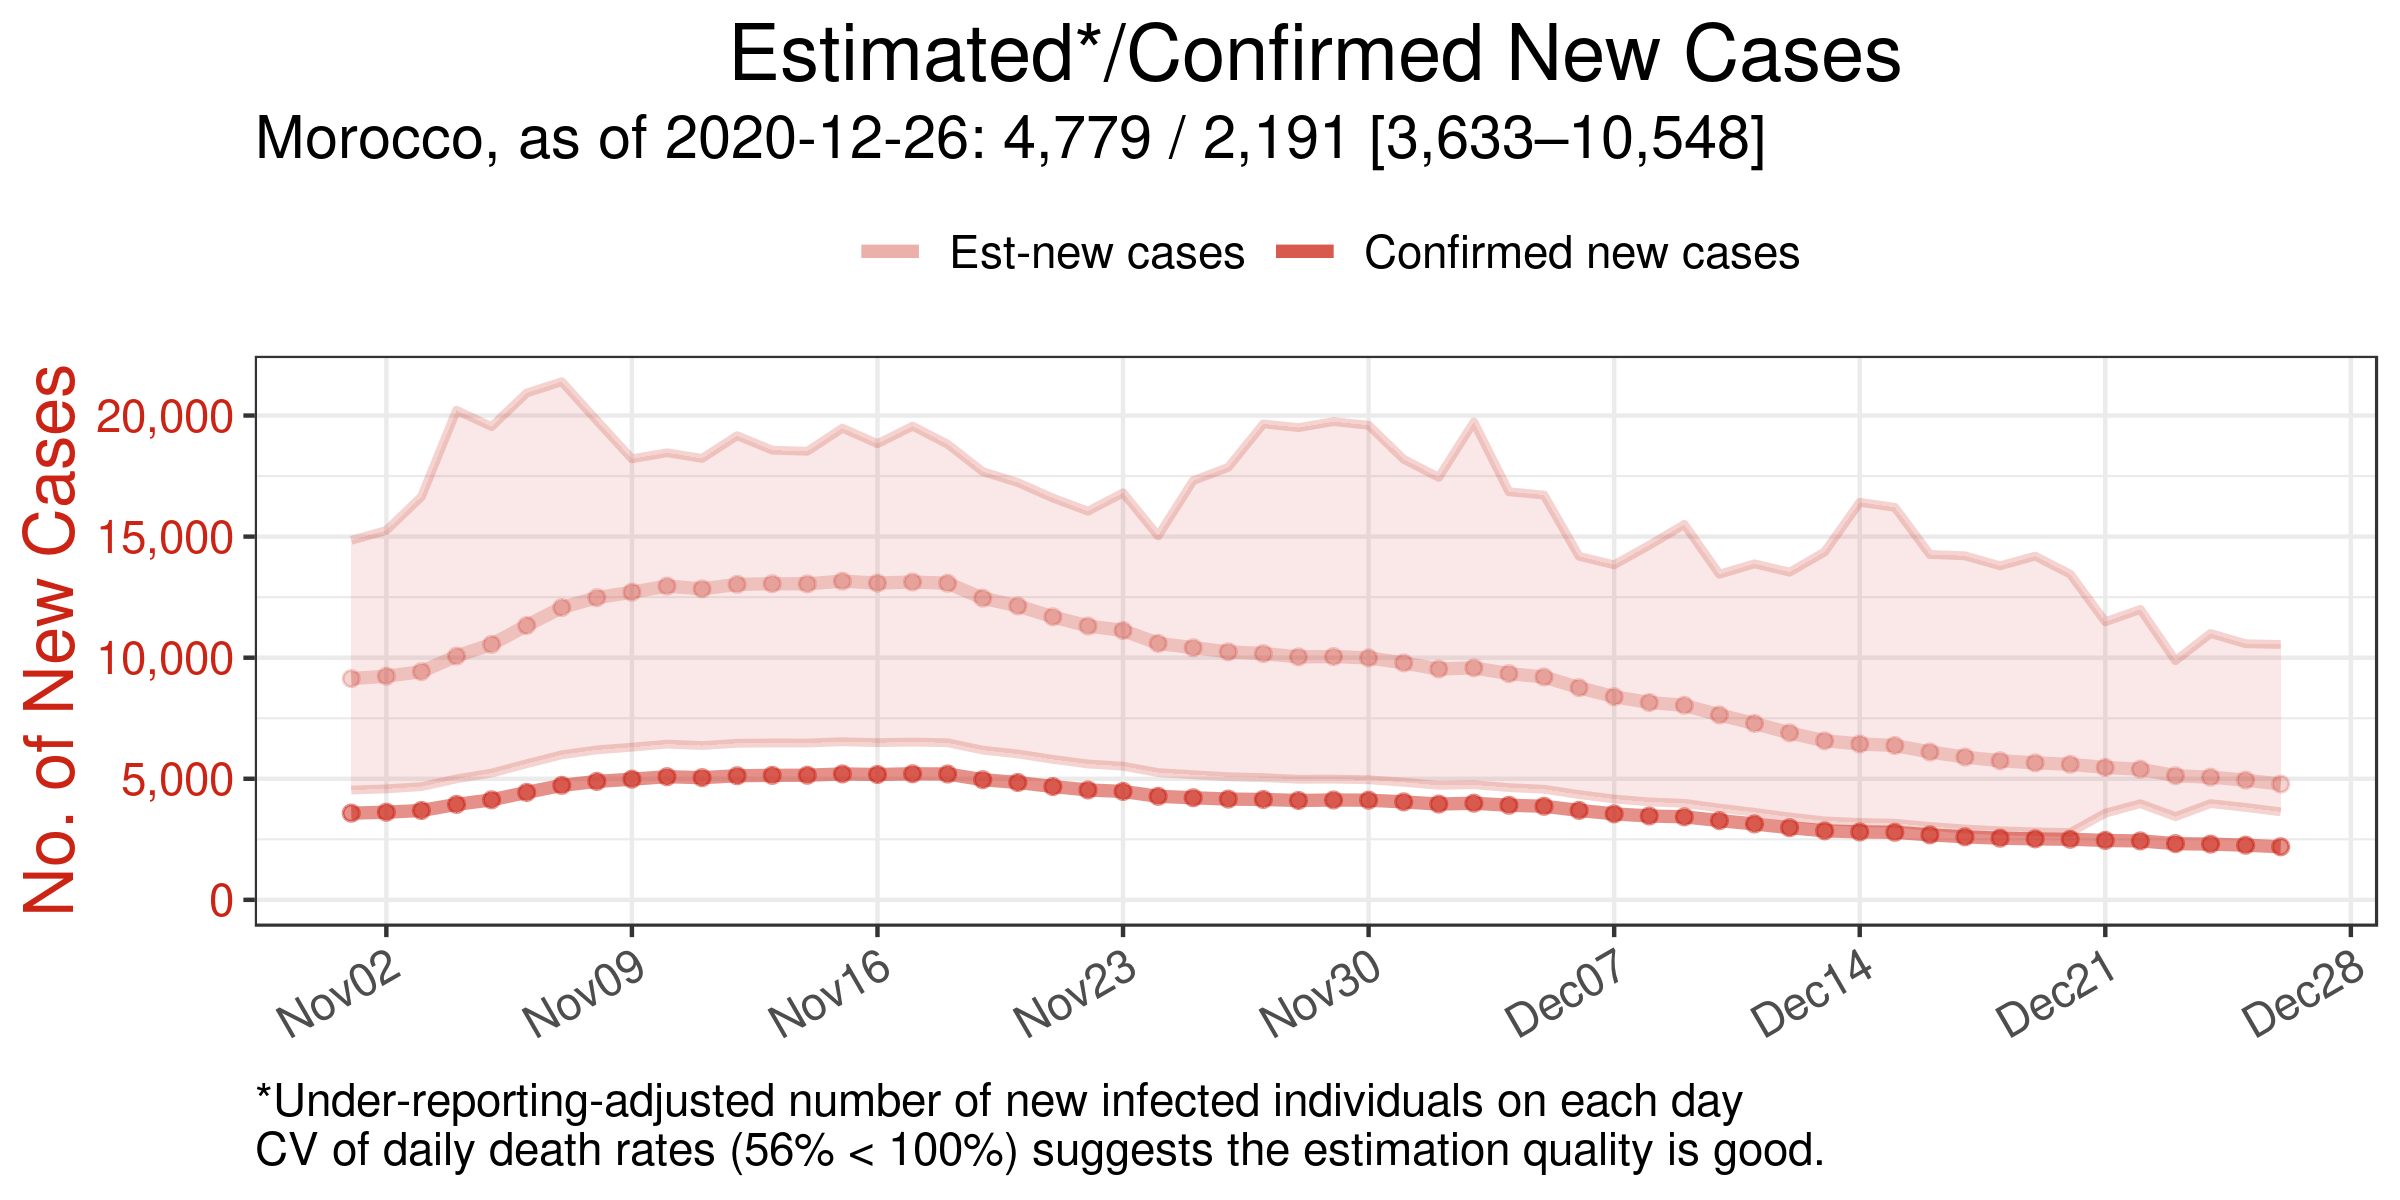 Estimated*/Confirmed New Cases
Morocco, as of 2020-12-26: 4,779 / 2,191 [3,633–10,548]
Est-new cases
Confirmed new cases
No. of New Cases
20,000
15,000
10,000
5,000
0
Nov02
Nov09
Nov16
Nov23
Nov30
Dec07
Dec14
Dec21
Dec28
*Under-reporting-adjusted number of new infected individuals on each day
CV of daily death rates (56% < 100%) suggests the estimation quality is good.